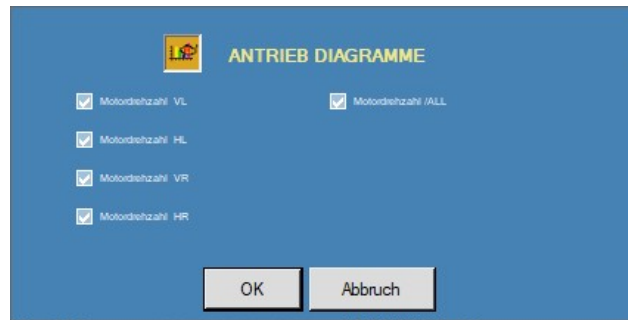 ANTRIEB DIAGRAMME
Motordrehzahl VL
Motordrehzahl /ALL
Motordrehzahl HL
Motordrehzahl VR
Motordrehzahl HR
OK
Abbruch